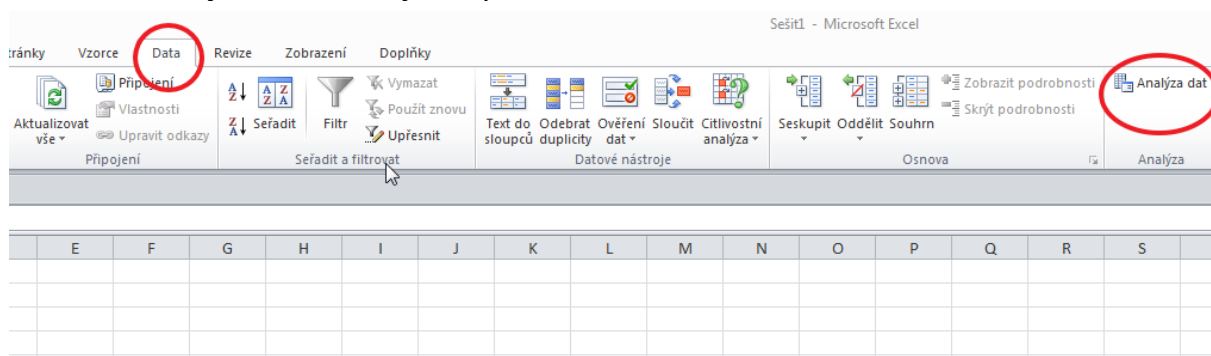 Sešit1 - Microsoft Excel
tránky Vzorce Data Revize Zobrazení Doplňky
Aktualizovat vše
Připojení
Vlastnosti
Upravit odkazy
Připojení
Seřadit
Filtr
Vymazat
Použít znovu
Upřesnit
Seřadit a filtrovat
Text do sloupců
Odebrat duplicity
Ověření dat
Sloučit
Citlivostní analýza
Datové nástroje
Seskupit
Oddělit
Souhrn
Zobrazit podrobnosti
Skrýt podrobnosti
Osnova
Analýza dat
Analýza
E F G H I J K L M N O P Q R S